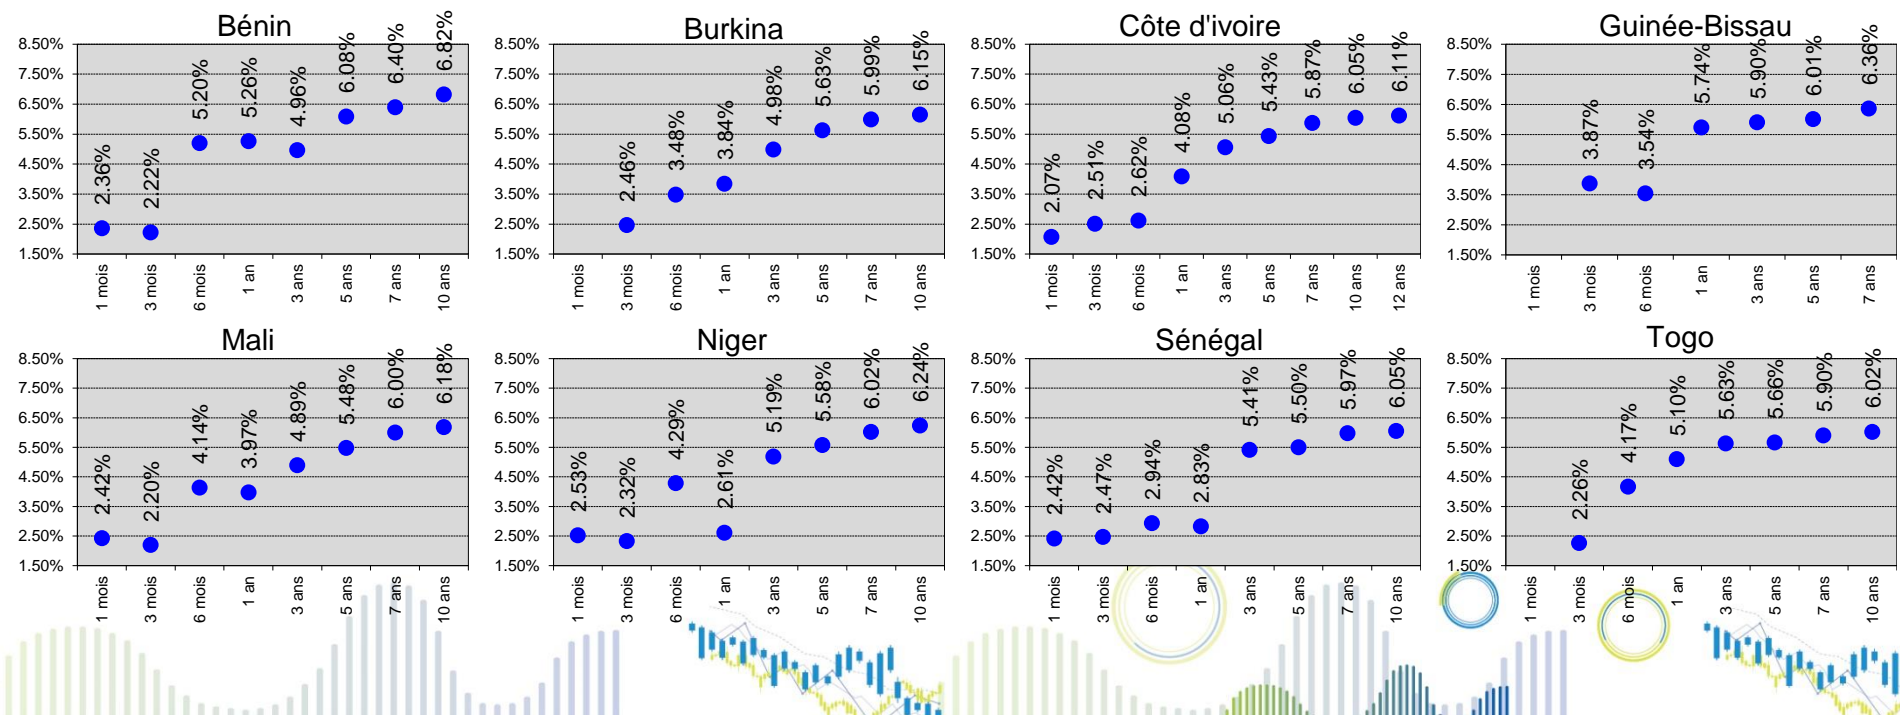 Bénin
8.50%
7.50%
6.50%
5.50%
4.50%
3.50%
2.50%
1.50%
2.36%
2.22%
5.20%
5.26%
4.96%
6.08%
6.40%
6.82%
1 mois
3 mois
6 mois
1 an
3 ans
5 ans
7 ans
10 ans
Burkina
8.50%
7.50%
6.50%
5.50%
4.50%
3.50%
2.50%
1.50%
2.46%
3.48%
3.84%
4.98%
5.63%
5.99%
6.15%
1 mois
3 mois
6 mois
1 an
3 ans
5 ans
7 ans
10 ans
Côte d'ivoire
8.50%
7.50%
6.50%
5.50%
4.50%
3.50%
2.50%
1.50%
2.07%
2.51%
2.62%
4.08%
5.06%
5.43%
5.87%
6.05%
6.11%
1 mois
3 mois
6 mois
1 an
3 ans
5 ans
7 ans
10 ans
12 ans
Guinée-Bissau
8.50%
7.50%
6.50%
5.50%
4.50%
3.50%
2.50%
1.50%
3.87%
3.54%
5.74%
5.90%
6.01%
6.36%
1 mois
3 mois
6 mois
1 an
3 ans
5 ans
7 ans
Mali
8.50%
7.50%
6.50%
5.50%
4.50%
3.50%
2.50%
1.50%
2.42%
2.20%
4.14%
3.97%
4.89%
5.48%
6.00%
6.18%
1 mois
3 mois
6 mois
1 an
3 ans
5 ans
7 ans
10 ans
Niger
8.50%
7.50%
6.50%
5.50%
4.50%
3.50%
2.50%
1.50%
2.53%
2.32%
4.29%
2.61%
5.19%
5.58%
6.02%
6.24%
1 mois
3 mois
6 mois
1 an
3 ans
5 ans
7 ans
10 ans
Sénégal
8.50%
7.50%
6.50%
5.50%
4.50%
3.50%
2.50%
1.50%
2.42%
2.47%
2.94%
2.83%
5.41%
5.50%
5.97%
6.05%
1 mois
3 mois
6 mois
1 an
3 ans
5 ans
7 ans
10 ans
Togo
8.50%
7.50%
6.50%
5.50%
4.50%
3.50%
2.50%
1.50%
2.26%
4.17%
5.10%
5.63%
5.66%
5.90%
6.02%
1 mois
3 mois
6 mois
1 an
3 ans
5 ans
7 ans
10 ans